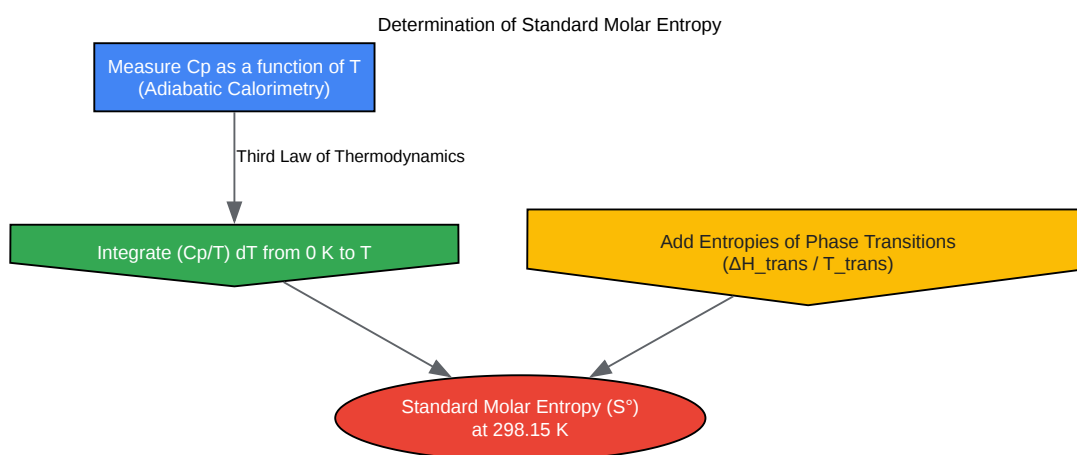 Determination of Standard Molar Entropy
Measure Cp as a function of T
(Adiabatic Calorimetry)
Third Law of Thermodynamics
Integrate (Cp/T) dT from 0 K to T
Add Entropies of Phase Transitions
(ΔH_trans / T_trans)
Standard Molar Entropy (S°)
at 298.15 K